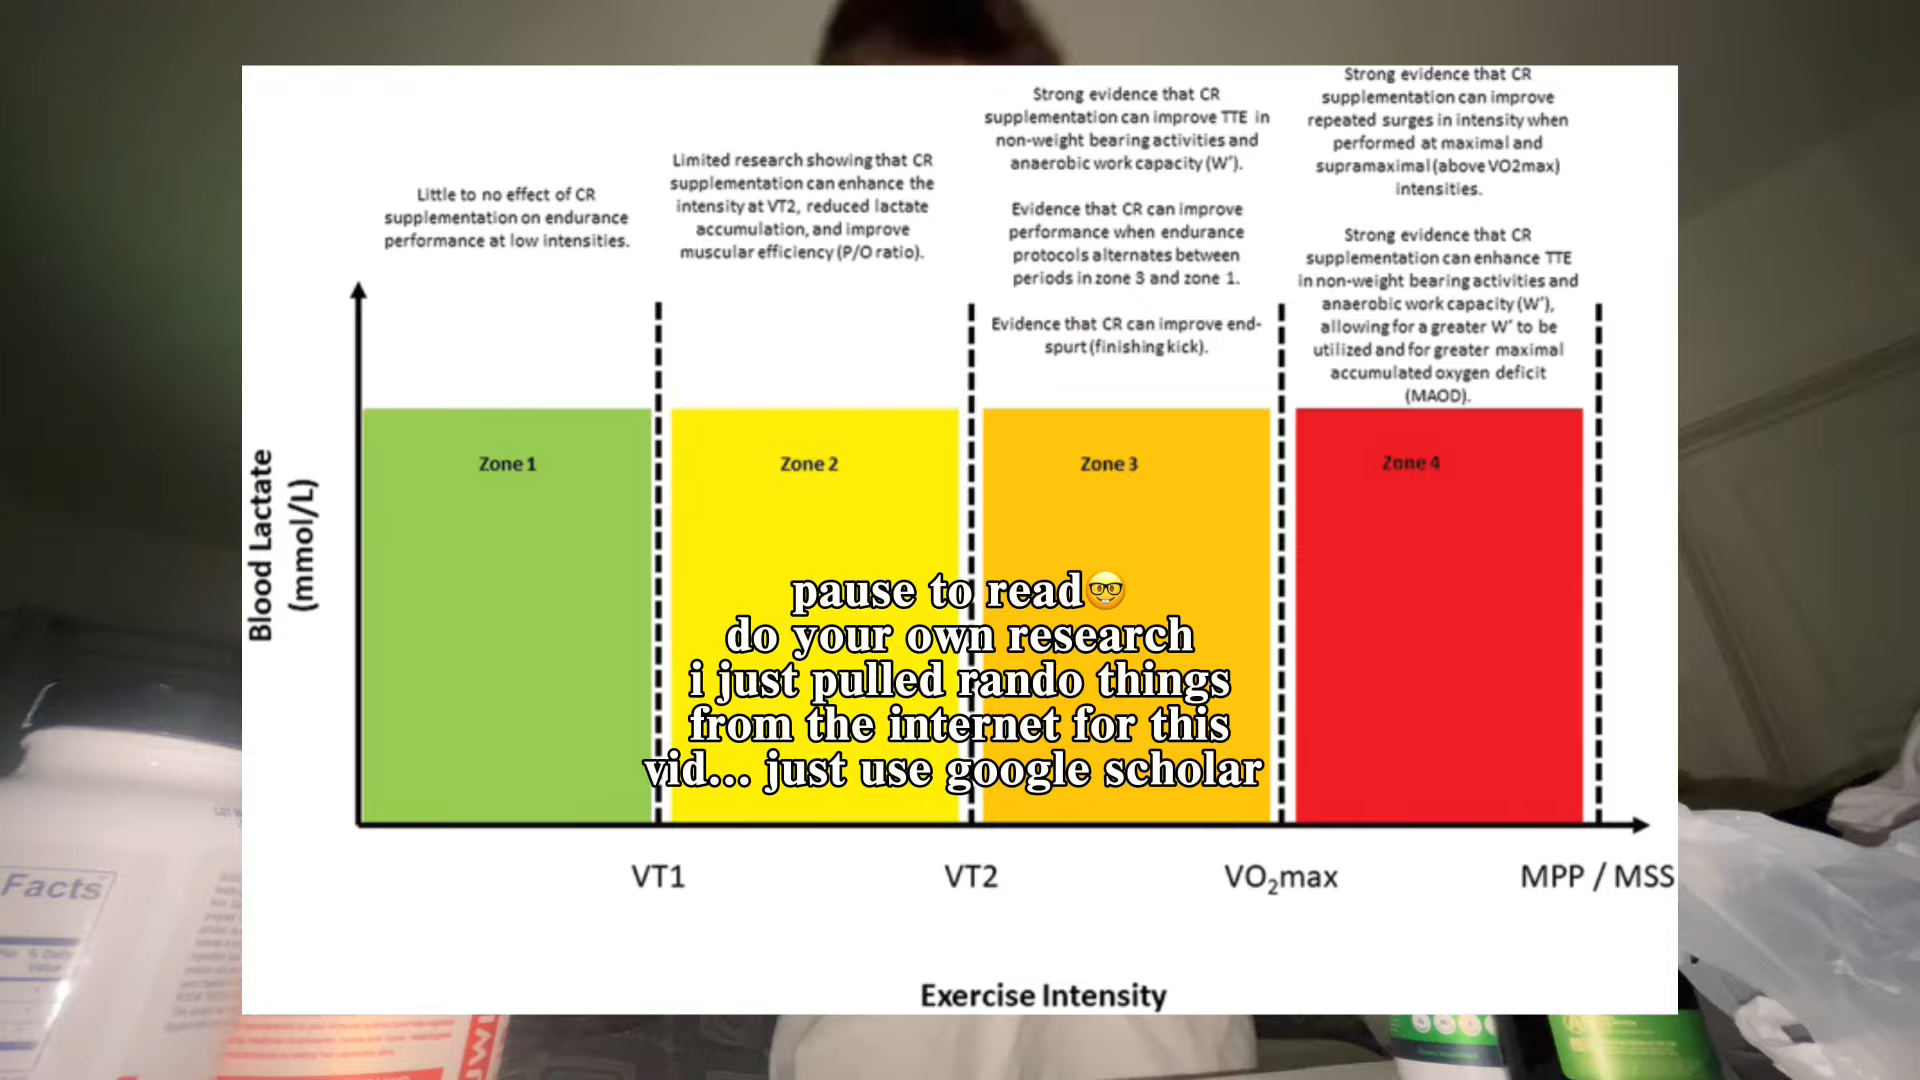 Little to no effect of CR
supplementation on endurance
performance at low intensities.
Limited research showing that CR
supplementation can enhance the
intensity at VT2, reduced lactate
accumulation, and improve
muscular efficiency (P/O ratio).
Strong evidence that CR
supplementation can improve TTE in
non-weight bearing activities and
anaerobic work capacity (W').
Evidence that CR can improve
performance when endurance
protocols alternates between
periods in zone 3 and zone 1.
Evidence that CR can improve end-
spurt (finishing kick).
Strong evidence that CR
supplementation can improve
repeated surges in intensity when
performed at maximal and
supramaximal (above VO2max)
intensities.
Strong evidence that CR
supplementation can enhance TTE
in non-weight bearing activities and
anaerobic work capacity (W'),
allowing for a greater W' to be
utilized and for greater maximal
accumulated oxygen deficit
(MAOD).
Blood Lactate
(mmol/L)
Zone 1
Zone 2
Zone 3
Zone 4
pause to read🤓
do your own research
i just pulled rando things
from the internet for this
vid... just use google scholar
VT1
VT2
VO₂max
MPP / MSS
Exercise Intensity
Facts